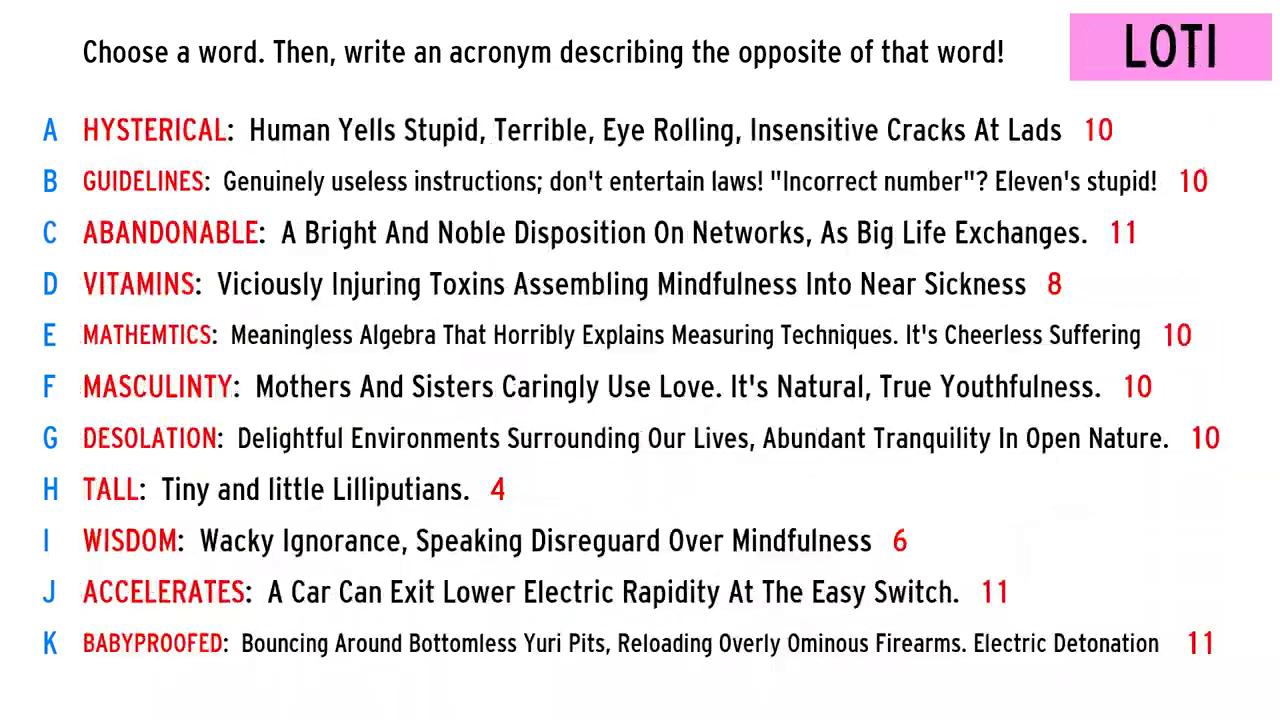 Choose a word. Then, write an acronym describing the opposite of that word!
LOTI
A HYSTERICAL: Human Yells Stupid, Terrible, Eye Rolling, Insensitive Cracks At Lads 10
B GUIDELINES: Genuinely useless instructions; don't entertain laws! "Incorrect number"? Eleven's stupid! 10
C ABANDONABLE: A Bright And Noble Disposition On Networks, As Big Life Exchanges. 11
D VITAMINS: Viciously Injuring Toxins Assembling Mindfulness Into Near Sickness 8
E MATHEMTICS: Meaningless Algebra That Horribly Explains Measuring Techniques. It's Cheerless Suffering 10
F MASCULINTY: Mothers And Sisters Caringly Use Love. It's Natural, True Youthfulness. 10
G DESOLATION: Delightful Environments Surrounding Our Lives, Abundant Tranquility In Open Nature. 10
H TALL: Tiny and little Lilliputians. 4
I WISDOM: Wacky Ignorance, Speaking Disreguard Over Mindfulness 6
J ACCELERATES: A Car Can Exit Lower Electric Rapidity At The Easy Switch. 11
K BABYPROOFED: Bouncing Around Bottomless Yuri Pits, Reloading Overly Ominous Firearms. Electric Detonation 11